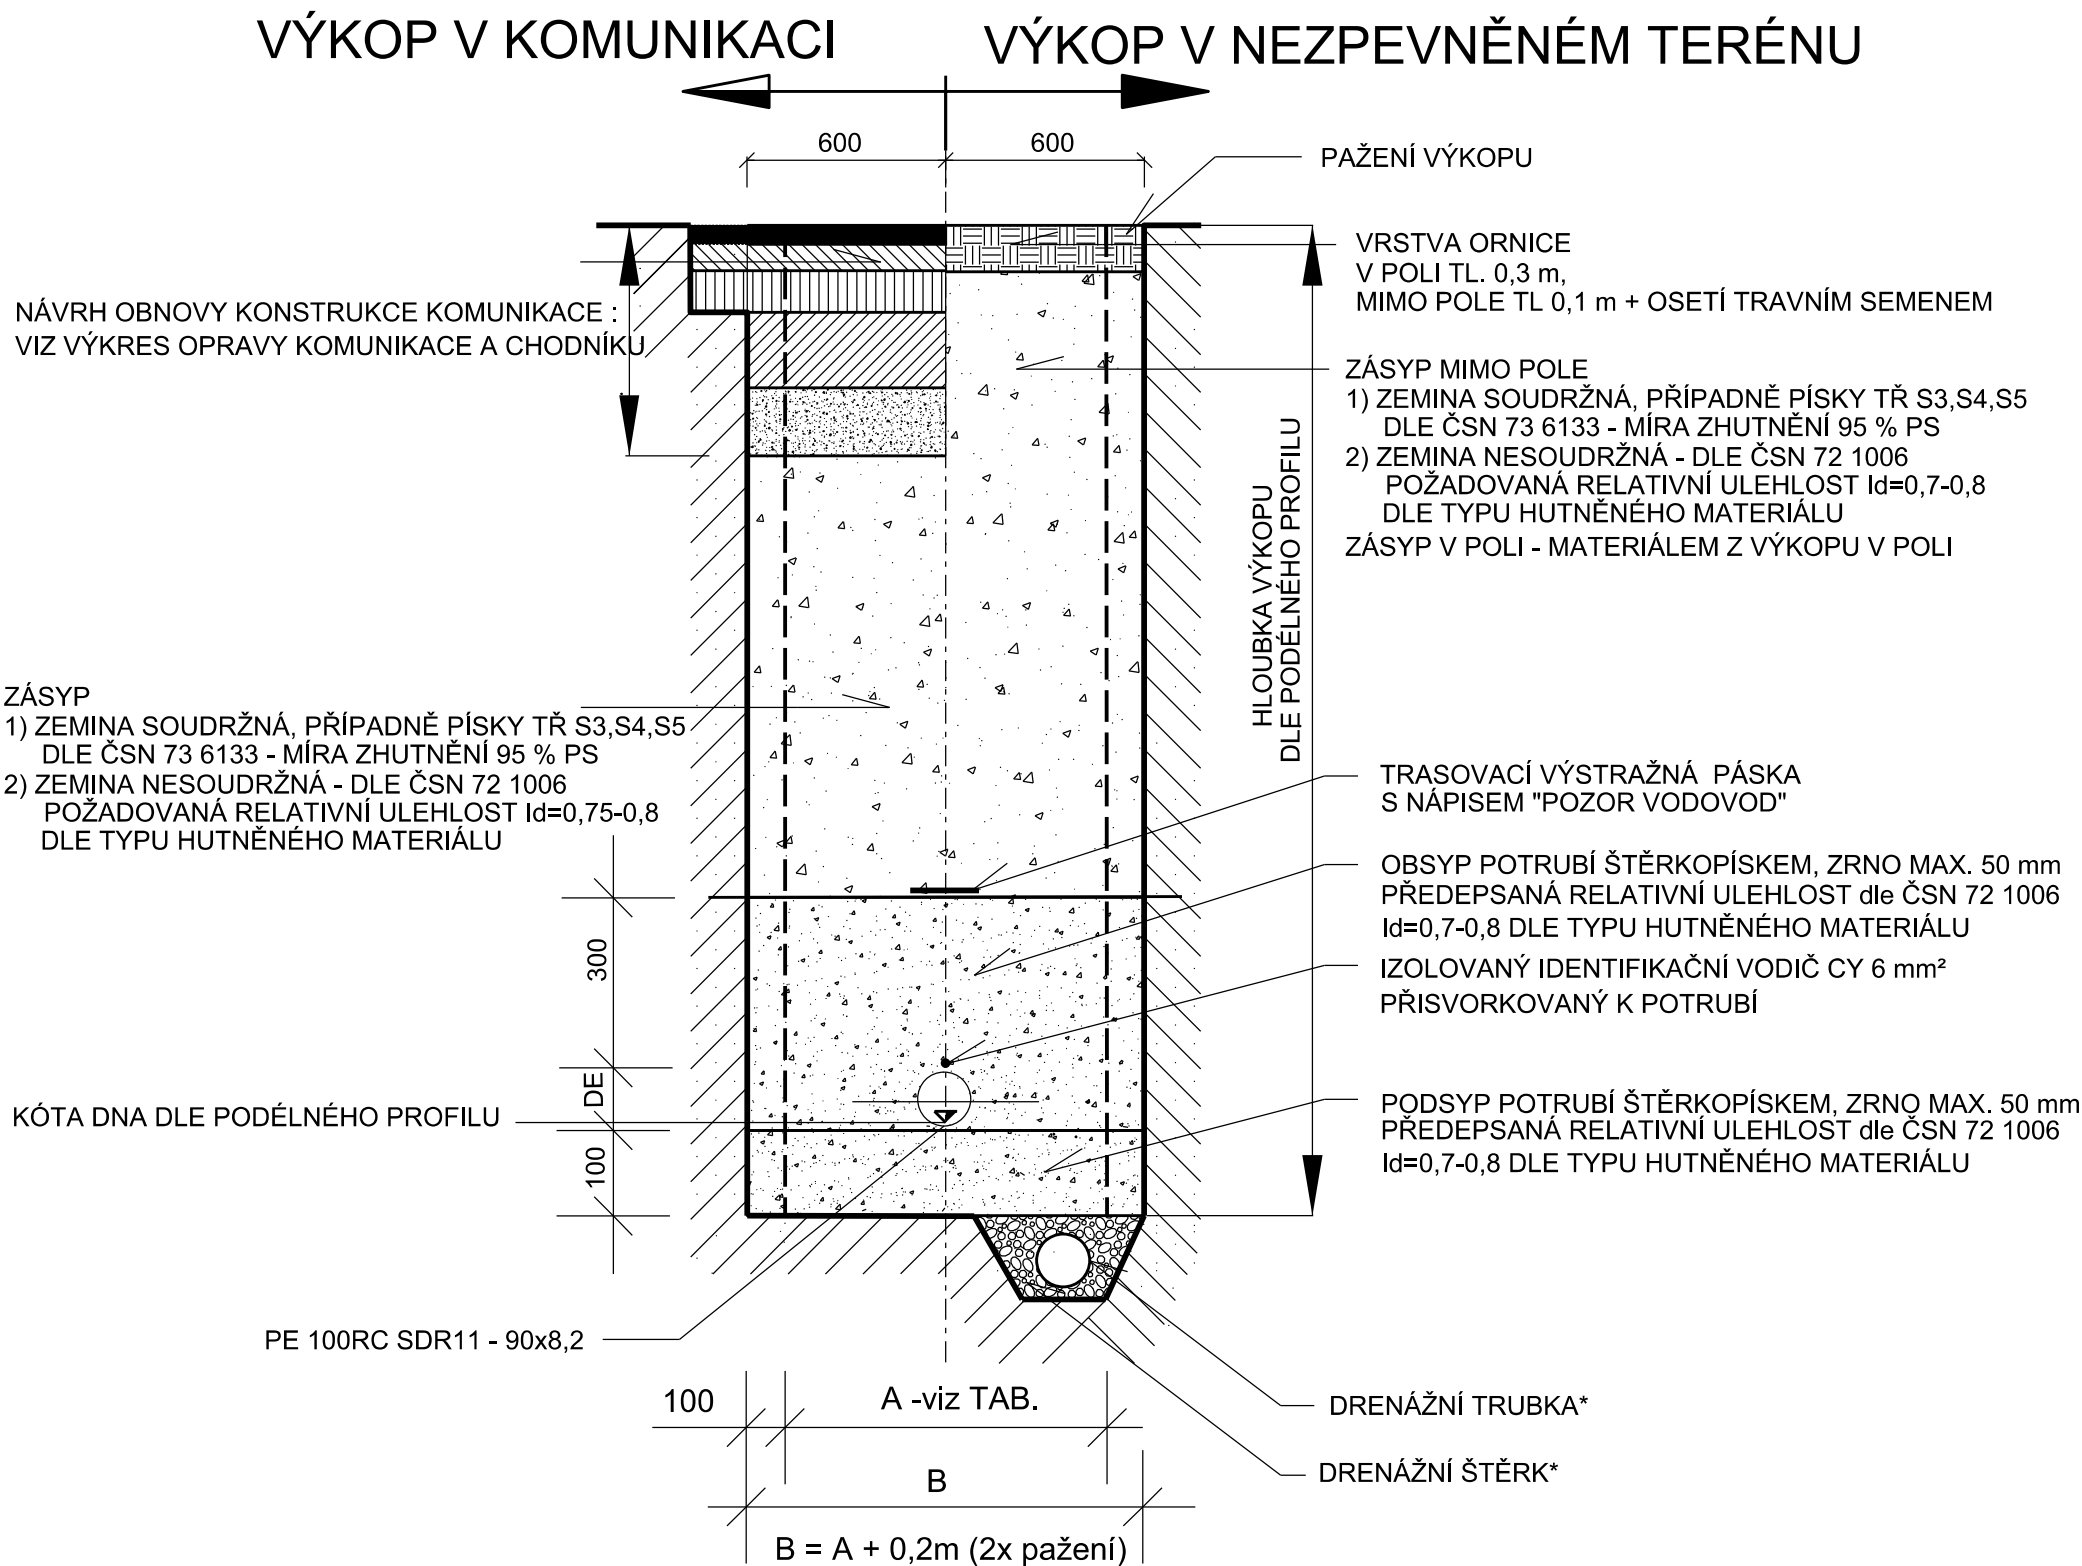 VÝKOP V KOMUNIKACI
VÝKOP V NEZPEVNĚNÉM TERÉNU
600
600
PAŽENÍ VÝKOPU
VRSTVA ORNICE
V POLI TL. 0,3 m,
MIMO POLE TL 0,1 m + OSETÍ TRAVNÍM SEMENEM
NÁVRH OBNOVY KONSTRUKCE KOMUNIKACE :
VIZ VÝKRES OPRAVY KOMUNIKACE A CHODNÍKU
ZÁSYP MIMO POLE
1) ZEMINA SOUDRŽNÁ, PŘÍPADNĚ PÍSKY TŘ S3,S4,S5
DLE ČSN 73 6133 - MÍRA ZHUTNĚNÍ 95 % PS
2) ZEMINA NESOUDRŽNÁ - DLE ČSN 72 1006
POŽADOVANÁ RELATIVNÍ ULEHLOST Id=0,7-0,8
DLE TYPU HUTNĚNÉHO MATERIÁLU
ZÁSYP V POLI - MATERIÁLEM Z VÝKOPU V POLI
HLOUBKA VÝKOPU
DLE PODÉLNÉHO PROFILU
ZÁSYP
1) ZEMINA SOUDRŽNÁ, PŘÍPADNĚ PÍSKY TŘ S3,S4,S5
DLE ČSN 73 6133 - MÍRA ZHUTNĚNÍ 95 % PS
2) ZEMINA NESOUDRŽNÁ - DLE ČSN 72 1006
POŽADOVANÁ RELATIVNÍ ULEHLOST Id=0,75-0,8
DLE TYPU HUTNĚNÉHO MATERIÁLU
TRASOVACÍ VÝSTRAŽNÁ PÁSKA
S NÁPISEM "POZOR VODOVOD"
OBSYP POTRUBÍ ŠTĚRKOPÍSKEM, ZRNO MAX. 50 mm
PŘEDEPSANÁ RELATIVNÍ ULEHLOST dle ČSN 72 1006
Id=0,7-0,8 DLE TYPU HUTNĚNÉHO MATERIÁLU
300
IZOLOVANÝ IDENTIFIKAČNÍ VODIČ CY 6 mm²
PŘISVORKOVANÝ K POTRUBÍ
DE
KÓTA DNA DLE PODÉLNÉHO PROFILU
100
PODSYP POTRUBÍ ŠTĚRKOPÍSKEM, ZRNO MAX. 50 mm
PŘEDEPSANÁ RELATIVNÍ ULEHLOST dle ČSN 72 1006
Id=0,7-0,8 DLE TYPU HUTNĚNÉHO MATERIÁLU
PE 100RC SDR11 - 90x8,2
100
A -viz TAB.
DRENÁŽNÍ TRUBKA*
DRENÁŽNÍ ŠTĚRK*
B
B = A + 0,2m (2x pažení)